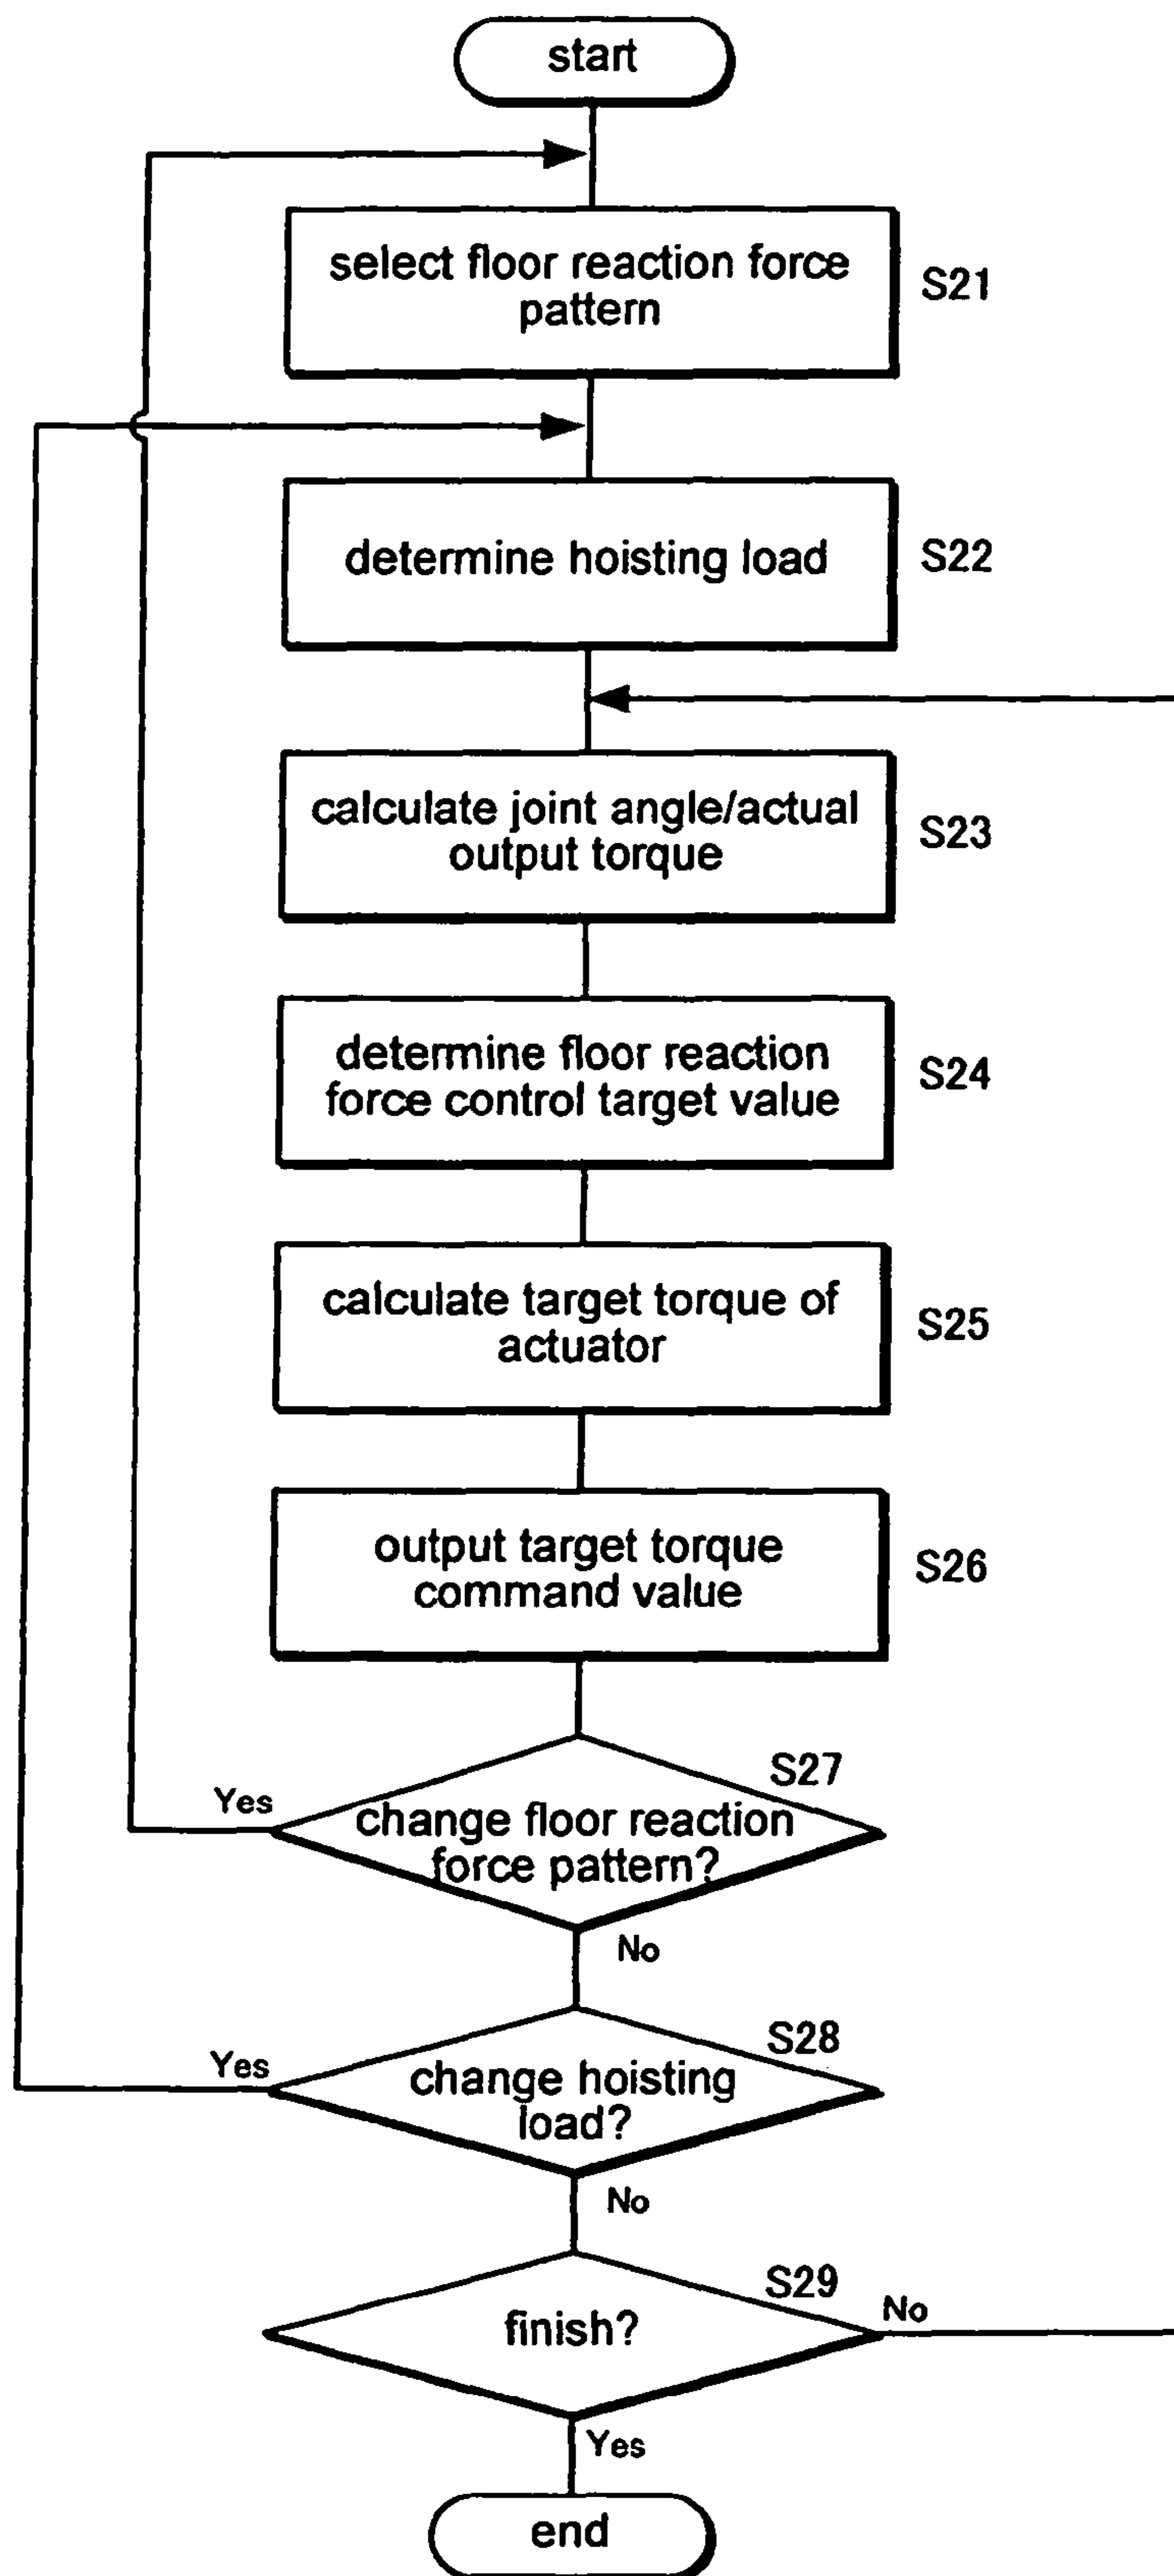 start
select floor reaction force
pattern
S21
determine hoisting load
S22
calculate joint angle/actual
output torque
S23
determine floor reaction
force control target value
S24
calculate target torque of
actuator
S25
output target torque
command value
S26
S27
Yes
change floor reaction
force pattern?
No
S28
Yes
change hoisting
load?
No
S29
No
finish?
Yes
end